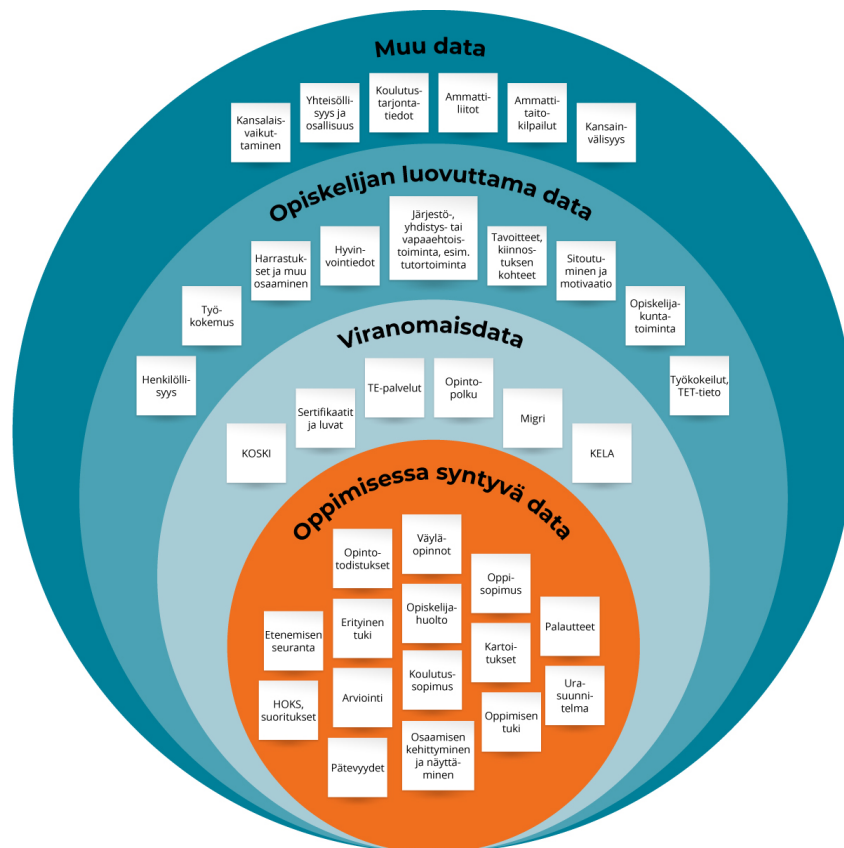 Muu data
Kansalais-
vaikut-
taminen
Yhteisölli-
syys ja
osallisuus
Koulutus-
tarjonta-
tiedot
Ammatti-
liitot
Ammatti-
taito-
kilpailut
Kansain-
välisyys
Opiskelijan luovuttama data
Henkilölli-
syys
Työ-
kokemus
Harrastuk-
set ja muu
osaaminen
Hyvin-
vointitiedot
Järjestö-,
yhdistys- tai
vapaaehtois-
toiminta, esim.
tutortoiminta
Tavoitteet,
kiinnos-
tuksen
kohteet
Sitoutu-
minen ja
motivaatio
Opiskelija-
kunta-
toiminta
Työkokeilut,
TET-tieto
Viranomaisdata
KOSKI
Sertifikaatit
ja luvat
TE-palvelut
Opinto-
polku
Migri
KELA
Oppimisessa syntyvä data
Opinto-
todistukset
Väylä-
opinnot
Oppi-
sopimus
Etenemisen
seuranta
Erityinen
tuki
Opiskelija-
huolto
Kartoi-
tukset
Palautteet
HOKS,
suoritukset
Arviointi
Koulutus-
sopimus
Oppimisen
tuki
Ura-
suunni-
telma
Pätevyydet
Osaamisen
kehittyminen
ja näyttä-
minen